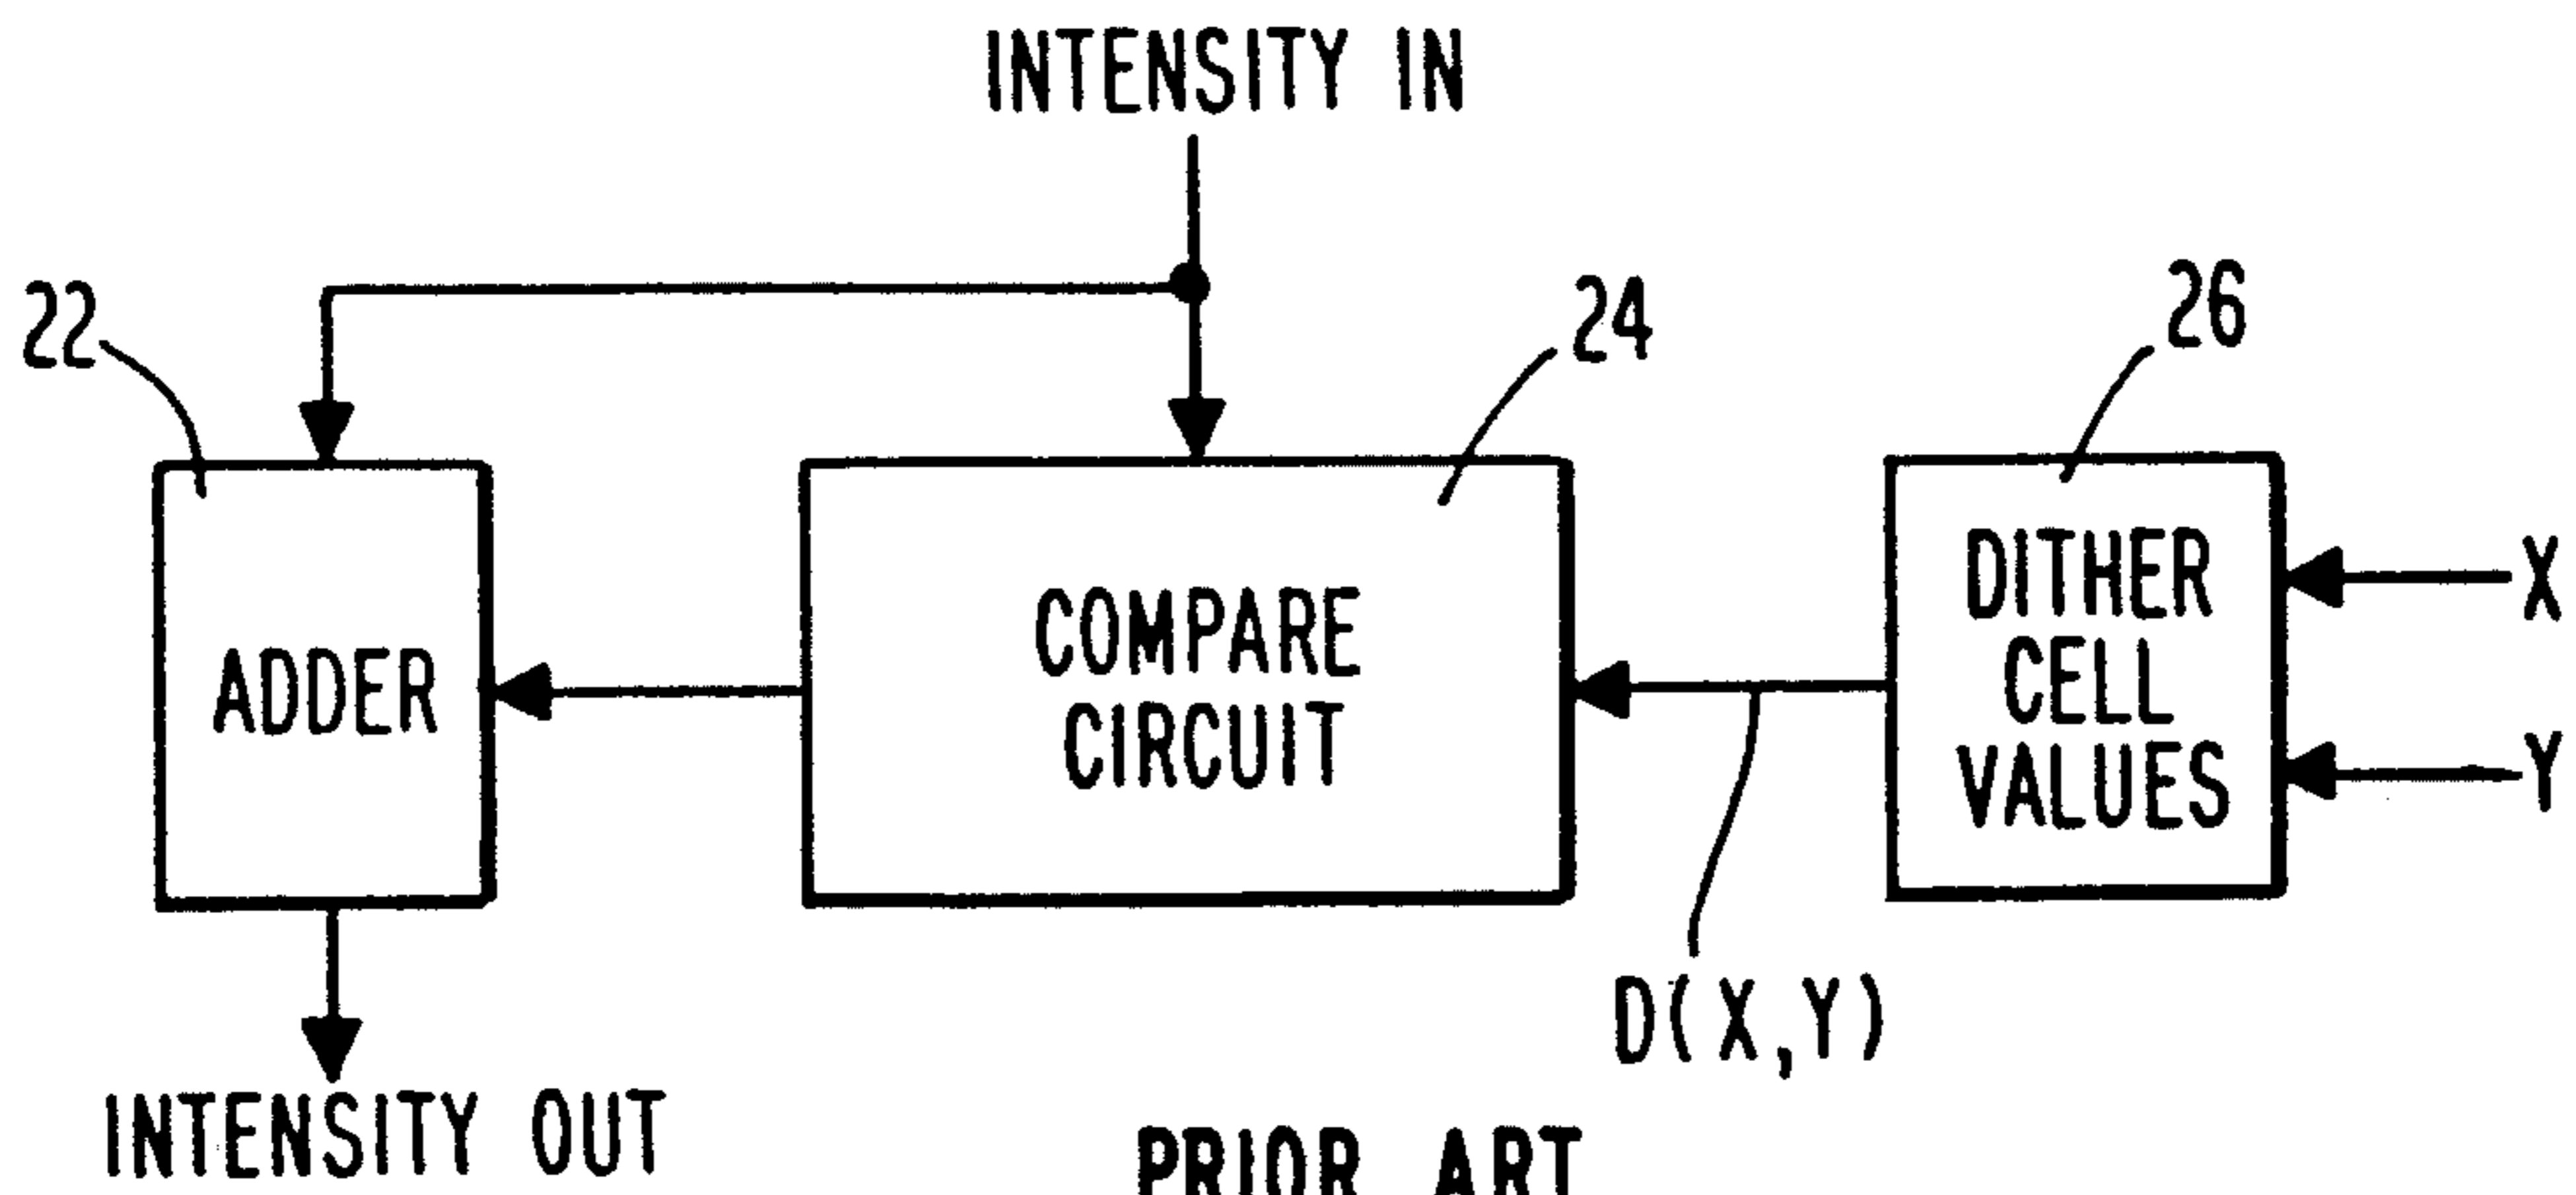 INTENSITY IN
22
24
26
ADDER
COMPARE
CIRCUIT
DITHER
CELL
VALUES
X
Y
D(X,Y)
INTENSITY OUT
PRIOR ART